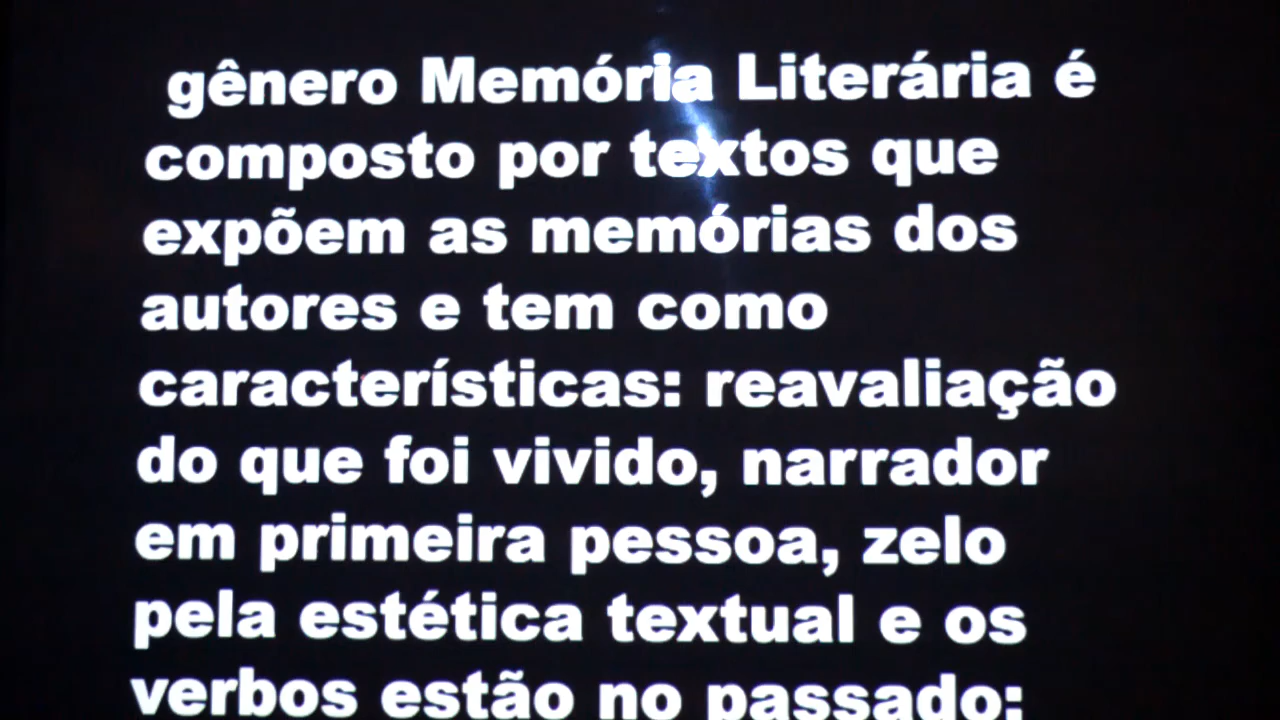 gênero Memória Literária é
composto por textos que
expõem as memórias dos
autores e tem como
características: reavaliação
do que foi vivido, narrador
em primeira pessoa, zelo
pela estética textual e os
verbos estão no passado;